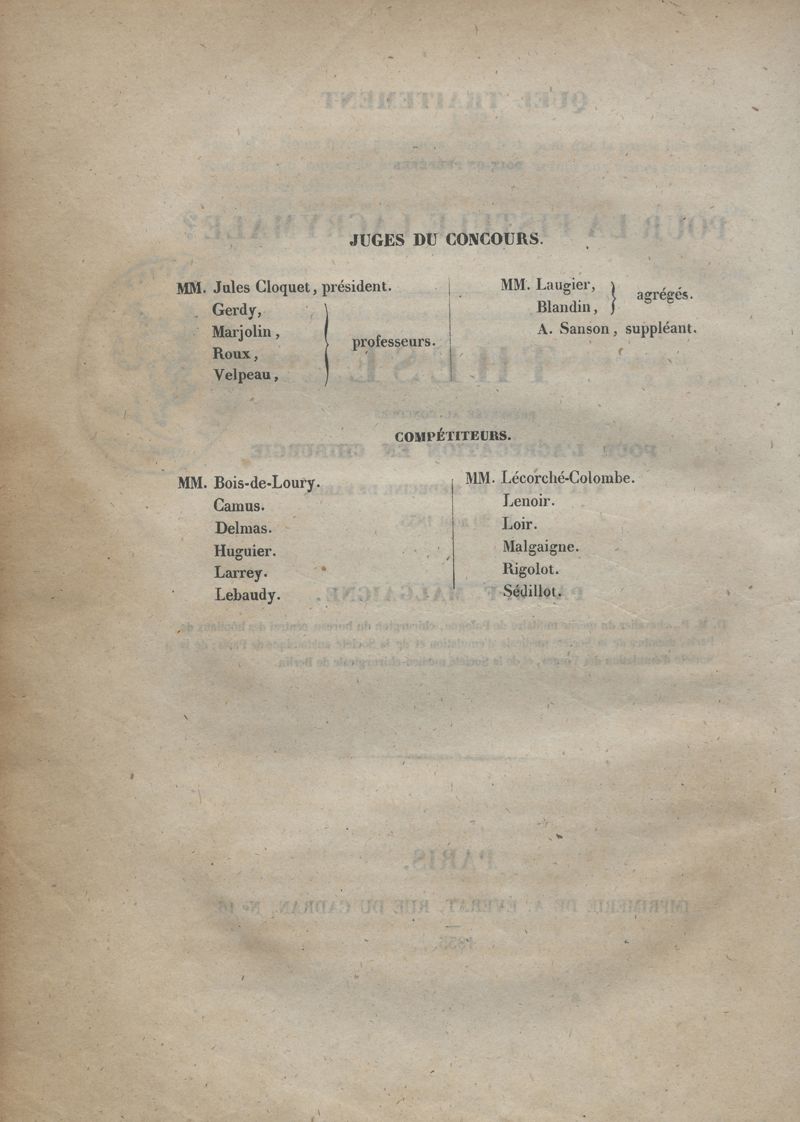 JUGES DU CONCOURS.
MM. Jules Cloquet, président.
Gerdy,
Marjolin,
Roux,
Velpeau,
professeurs.
MM. Laugier,
Blandin,
agrégés.
A. Sanson, suppléant.
COMPÉTITEURS.
MM. Bois-de-Loury.
Camus.
Delmas.
Huguier.
Larrey.
Lebaudy.
MM. Lécorché-Colombe.
Lenoir.
Loir.
Malgaigne.
Rigolot.
Sédillot.